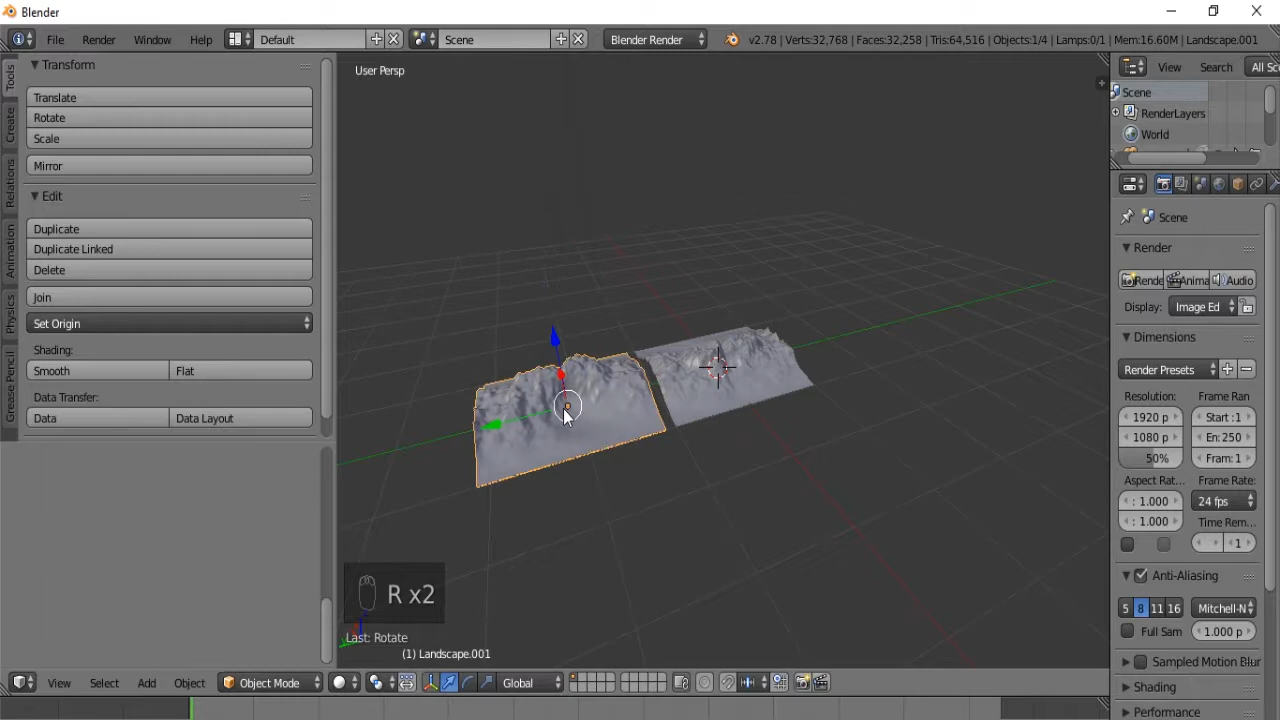 Blender
File Render Window Help Default Scene Blender Render v2.78 | Verts:32,768 | Faces:32,258 | Tris:64,516 | Objects:1/4 | Lamps:0/1 | Mem:16.60M | Landscape.001
Tools
Create
Relations
Animation
Physics
Grease Pencil
Transform
Translate
Rotate
Scale
Mirror
Edit
Duplicate
Duplicate Linked
Delete
Join
Set Origin
Shading:
Smooth Flat
Data Transfer:
Data Data Layout
User Persp
R x2
Last: Rotate
(1) Landscape.001
View Select Add Object Object Mode Global
View Search All Sc
Scene
RenderLayers
World
Scene
Render
Rende Anima Audio
Display: Image Ed
Dimensions
Render Presets
Resolution: Frame Ran
1920 p Start :1
1080 p En: 250
50% Fram: 1
Aspect Rat... Frame Rate:
: 1.000 24 fps
: 1.000 Time Rem...
1
Anti-Aliasing
5 8 11 16 Mitchell-N
Full Sam 1.000 p
Sampled Motion Blur
Shading
Performance